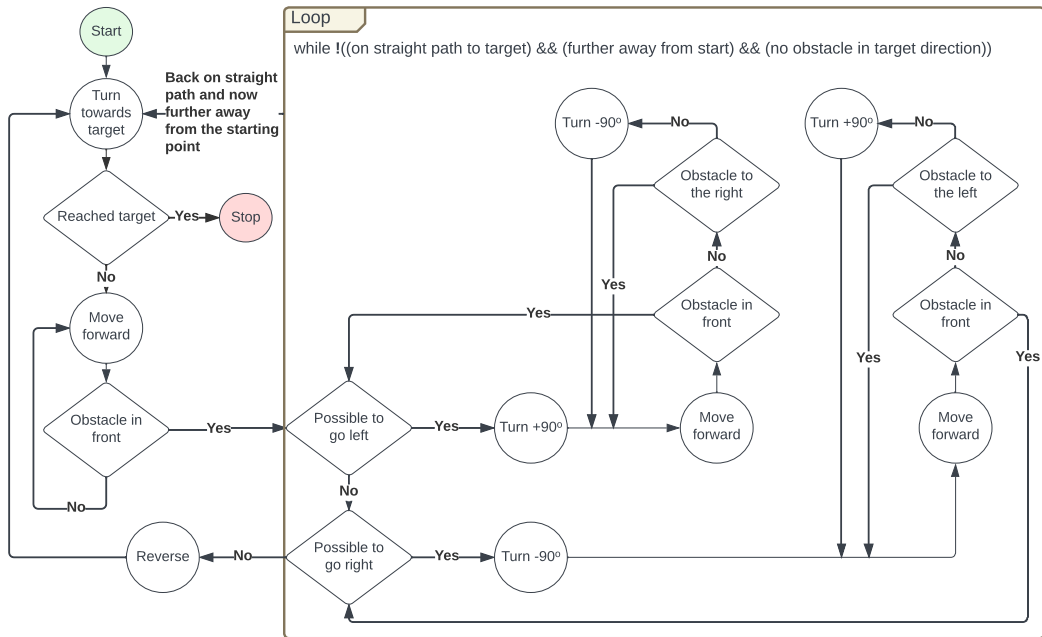 Start
Loop
while !((on straight path to target) && (further away from start) && (no obstacle in target direction))
Turn
towards
target
Back on straight
path and now
further away
from the starting
point
Turn -90º
No
Turn +90º
No
Obstacle to
the right
Obstacle to
the left
Reached target
Yes
Stop
No
No
No
Yes
Move
forward
Yes
Obstacle in
front
Obstacle in
front
Yes
Yes
Obstacle in
front
Yes
Possible to
go left
Yes
Turn +90º
Move
forward
Move
forward
No
No
Reverse
No
Possible to
go right
Yes
Turn -90º